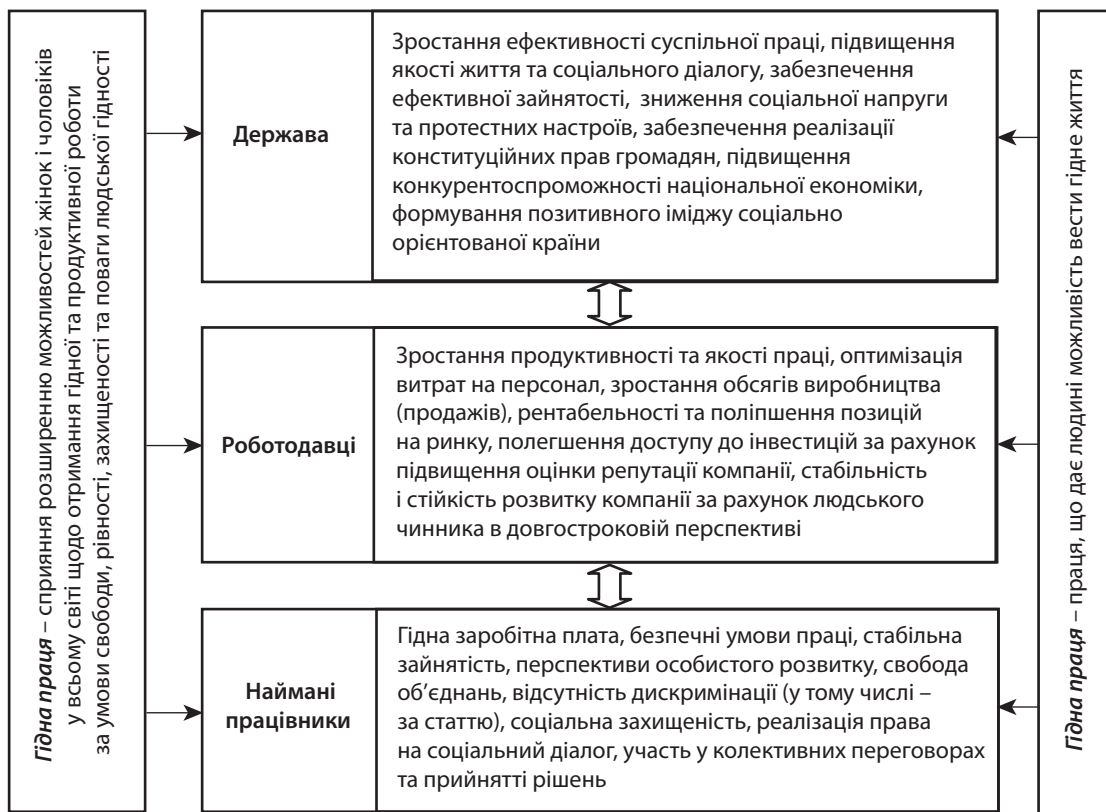 Гідна праця – сприяння розширенню можливостей жінок і чоловіків
у всьому світі щодо отримання гідної та продуктивної роботи
за умови свободи, рівності, захищеності та поваги людської гідності
Держава
Зростання ефективності суспільної праці, підвищення
якості життя та соціального діалогу, забезпечення
ефективної зайнятості, зниження соціальної напруги
та протестних настроїв, забезпечення реалізації
конституційних прав громадян, підвищення
конкурентоспроможності національної економіки,
формування позитивного іміджу соціально
орієнтованої країни
Роботодавці
Зростання продуктивності та якості праці, оптимізація
витрат на персонал, зростання обсягів виробництва
(продажів), рентабельності та поліпшення позицій
на ринку, полегшення доступу до інвестицій за рахунок
підвищення оцінки репутації компанії, стабільність
і стійкість розвитку компанії за рахунок людського
чинника в довгостроковій перспективі
Наймані
працівники
Гідна заробітна плата, безпечні умови праці, стабільна
зайнятість, перспективи особистого розвитку, свобода
об’єднань, відсутність дискримінації (у тому числі –
за статтю), соціальна захищеність, реалізація права
на соціальний діалог, участь у колективних переговорах
та прийнятті рішень
Гідна праця – праця, що дає людині можливість вести гідне життя